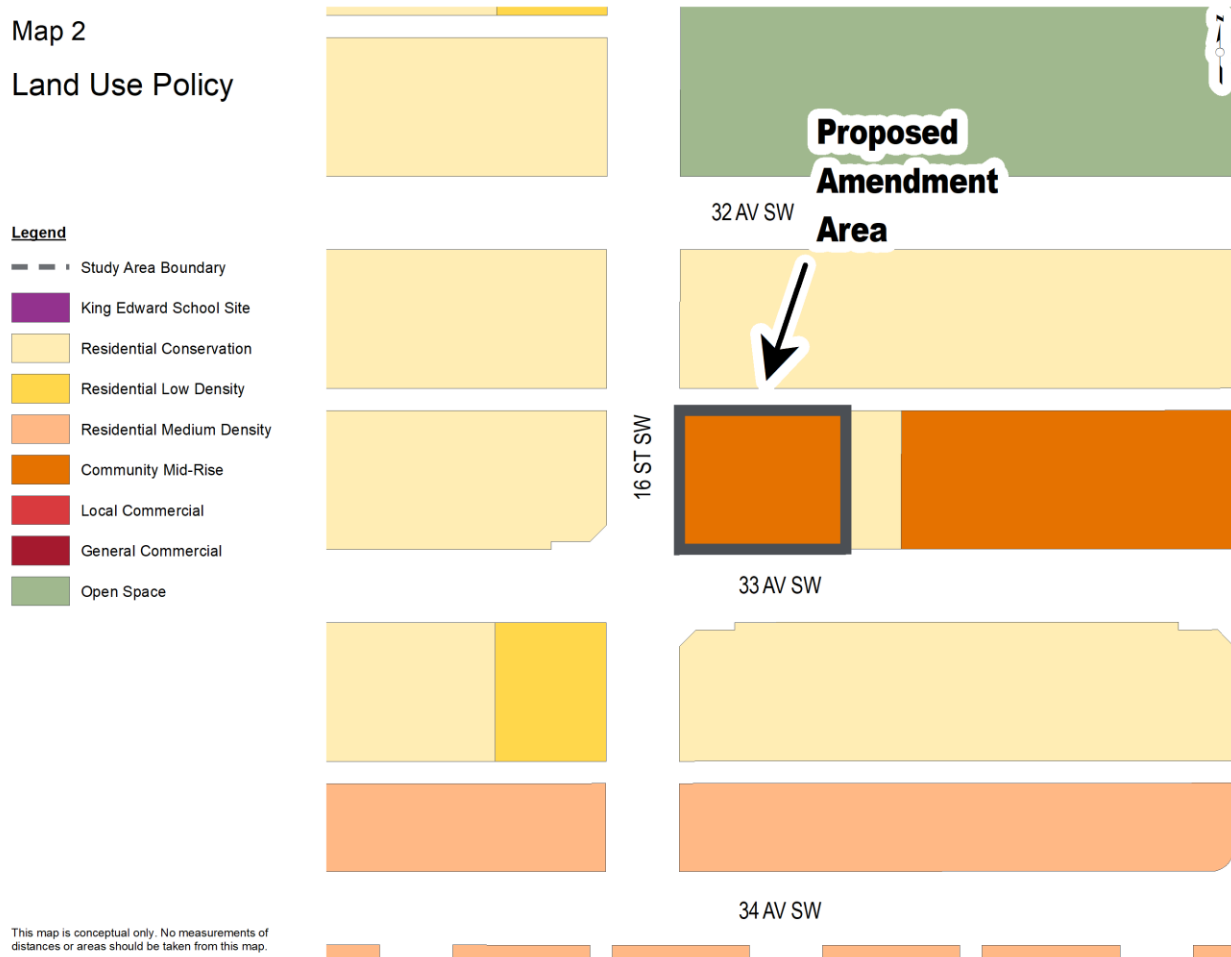 Map 2
Land Use Policy
Legend
Study Area Boundary
King Edward School Site
Residential Conservation
Residential Low Density
Residential Medium Density
Community Mid-Rise
Local Commercial
General Commercial
Open Space
This map is conceptual only. No measurements of
distances or areas should be taken from this map.
Proposed
Amendment
Area
32 AV SW
16 ST SW
33 AV SW
34 AV SW